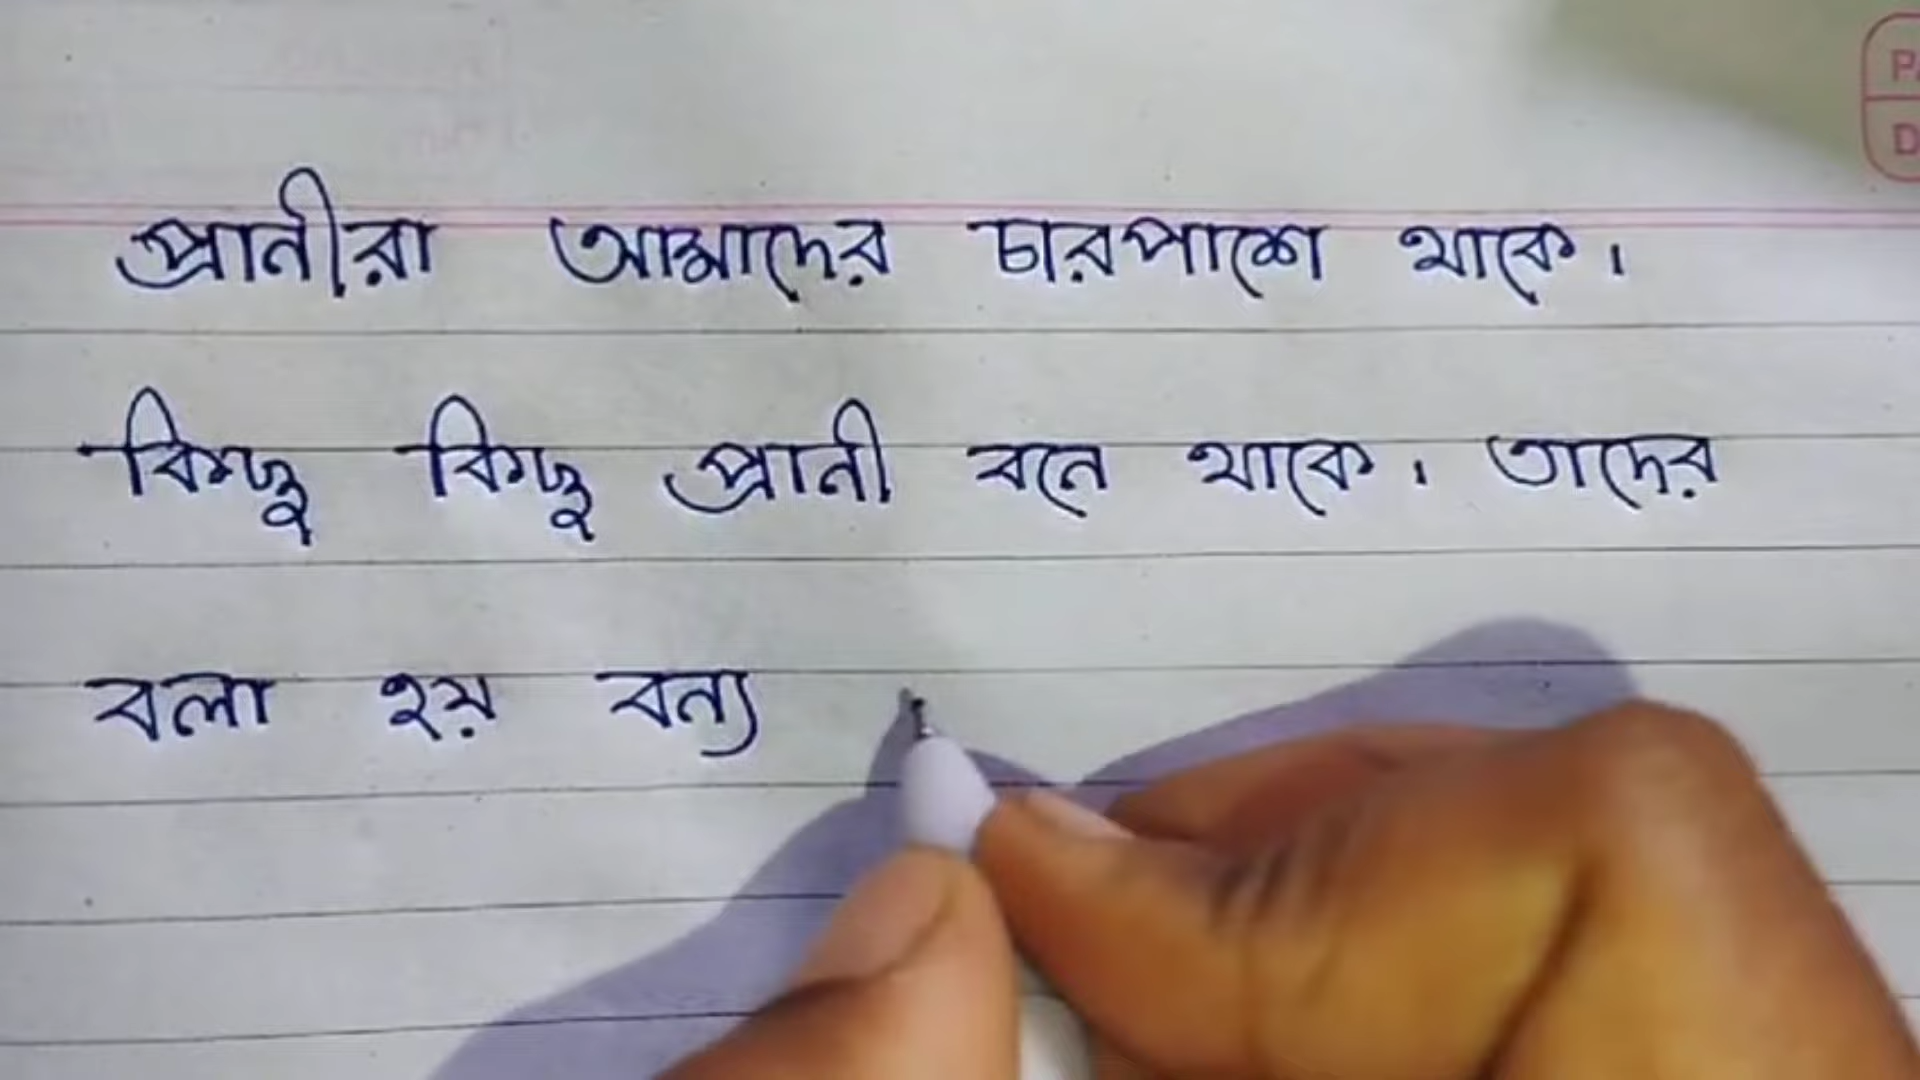 প্রানীরা আমাদের চারপাশে থাকে।
কিছু কিছু প্রানী বনে থাকে। তাদের
বলা হয় বন্য